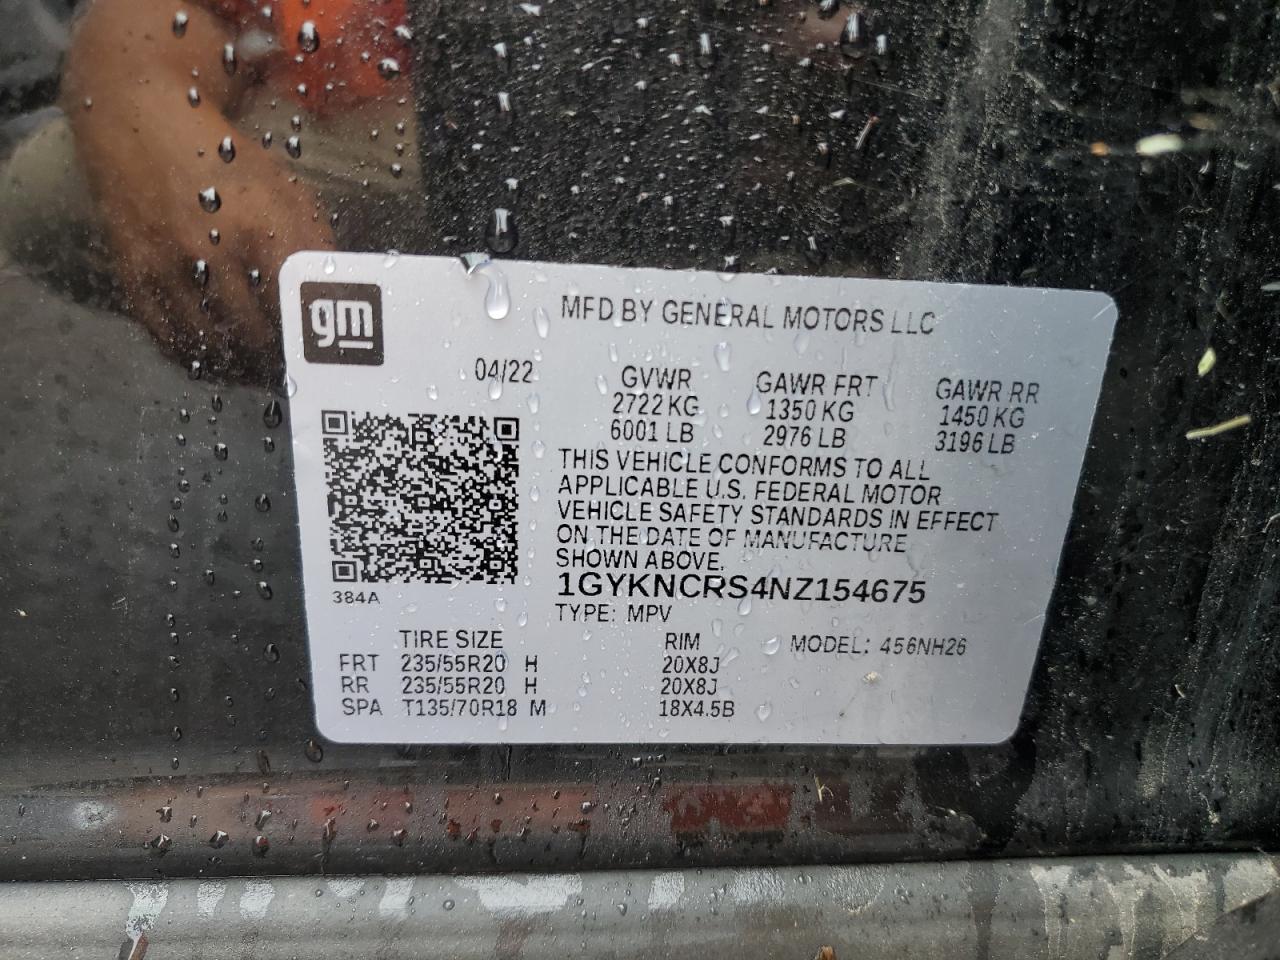 gm
MFD BY GENERAL MOTORS LLC
04/22 GVWR GAWR FRT GAWR RR
2722 KG 1350 KG 1450 KG
6001 LB 2976 LB 3196 LB
THIS VEHICLE CONFORMS TO ALL
APPLICABLE U.S. FEDERAL MOTOR
VEHICLE SAFETY STANDARDS IN EFFECT
ON THE DATE OF MANUFACTURE
SHOWN ABOVE.
1GYKNCRS4NZ154675
384A TYPE: MPV
TIRE SIZE RIM MODEL: 456NH26
FRT 235/55R20 H 20X8J
RR 235/55R20 H 20X8J
SPA T135/70R18 M 18X4.5B